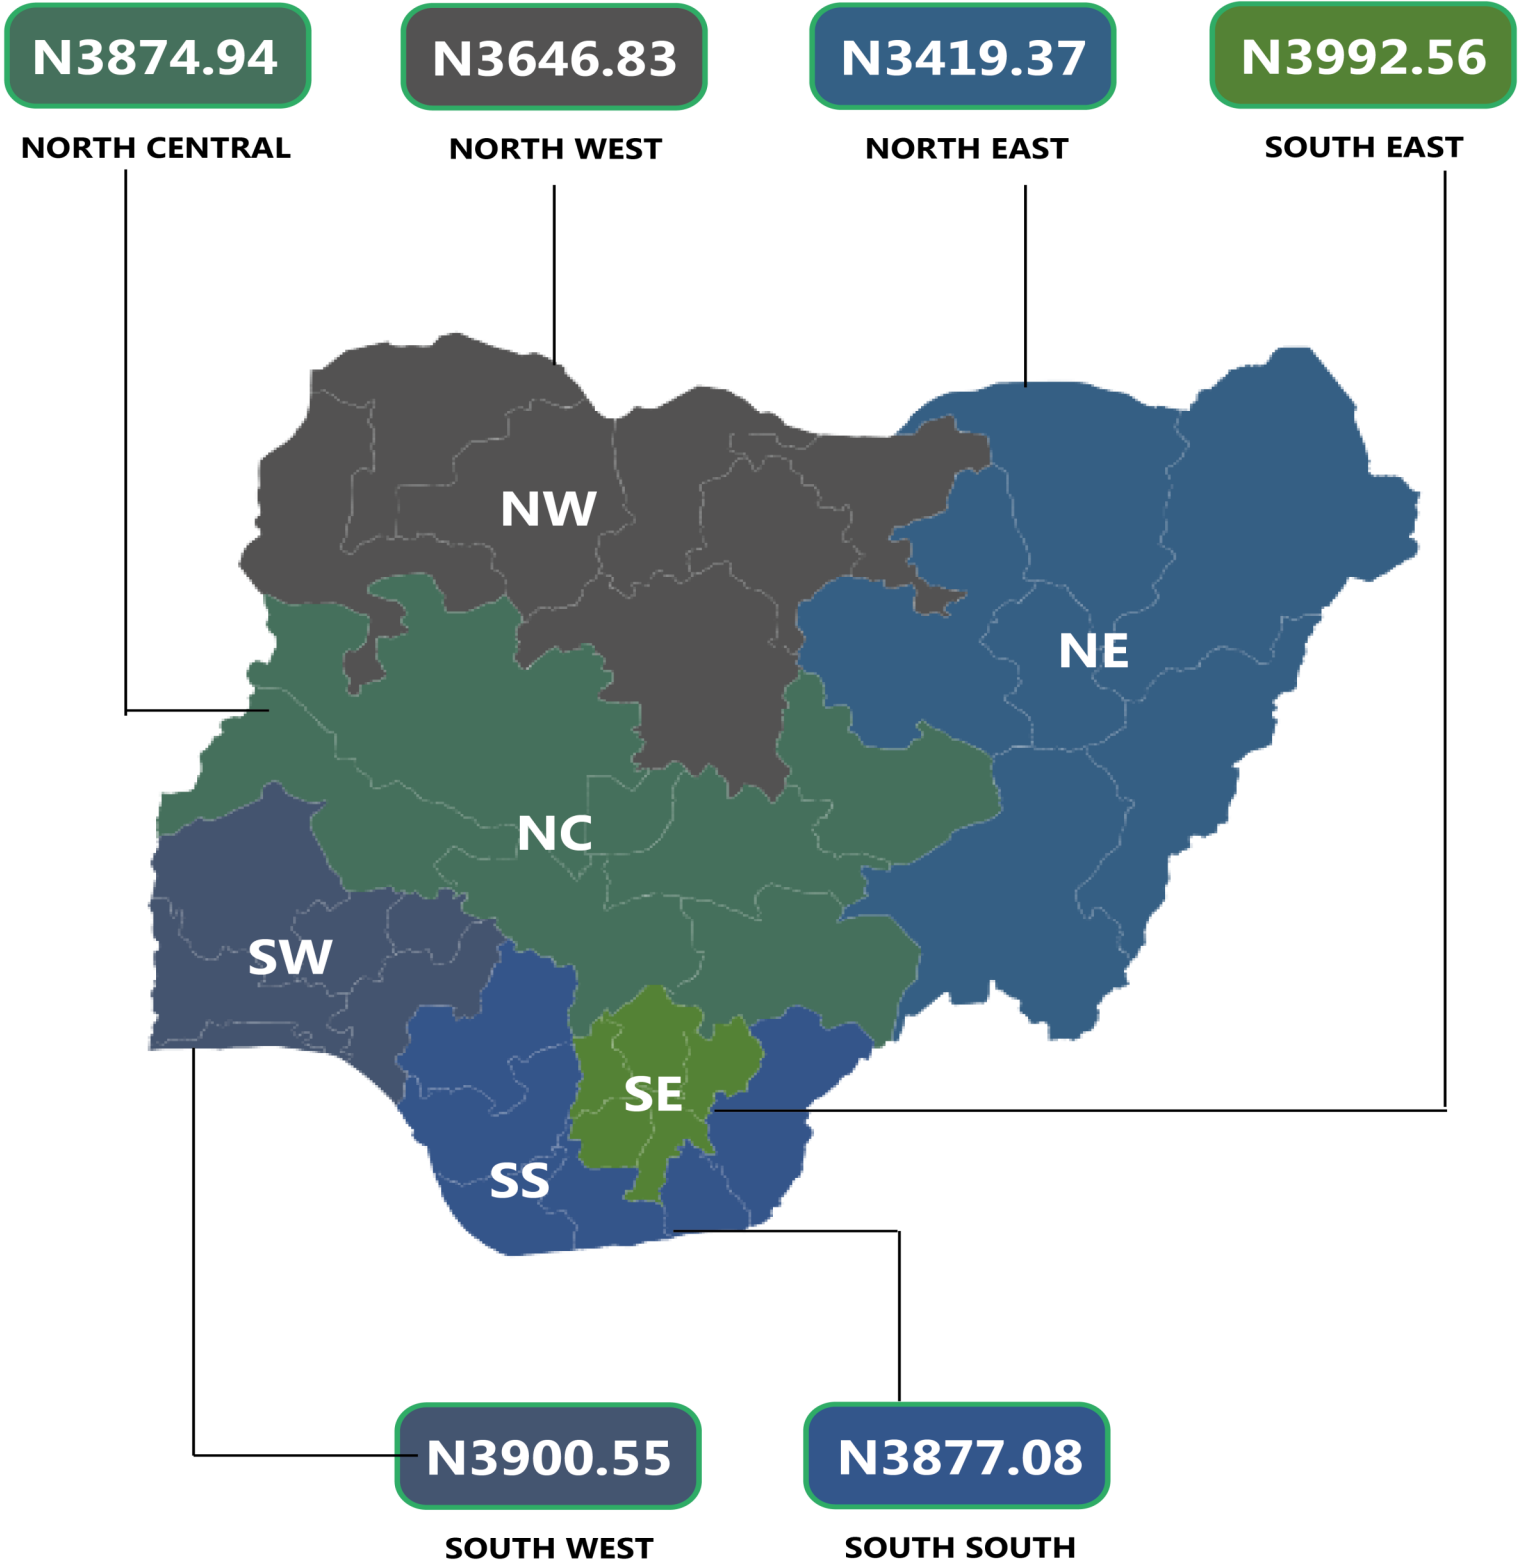 N3874.94
NORTH CENTRAL
N3646.83
NORTH WEST
N3419.37
NORTH EAST
N3992.56
SOUTH EAST
NW
NE
NC
SW
SE
SS
N3900.55
SOUTH WEST
N3877.08
SOUTH SOUTH